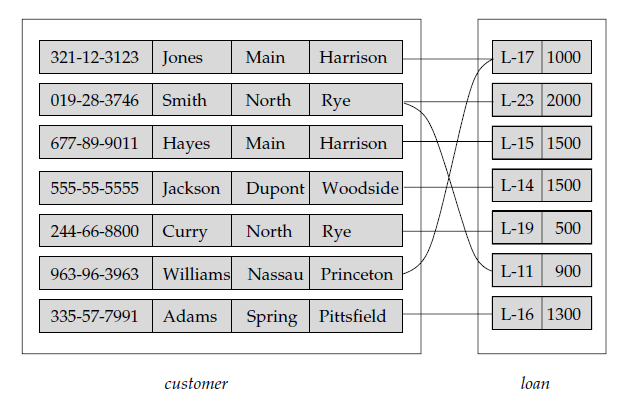 321-12-3123 Jones Main Harrison L-17 1000
019-28-3746 Smith North Rye L-23 2000
677-89-9011 Hayes Main Harrison L-15 1500
555-55-5555 Jackson Dupont Woodside L-14 1500
244-66-8800 Curry North Rye L-19 500
963-96-3963 Williams Nassau Princeton L-11 900
335-57-7991 Adams Spring Pittsfield L-16 1300
customer loan